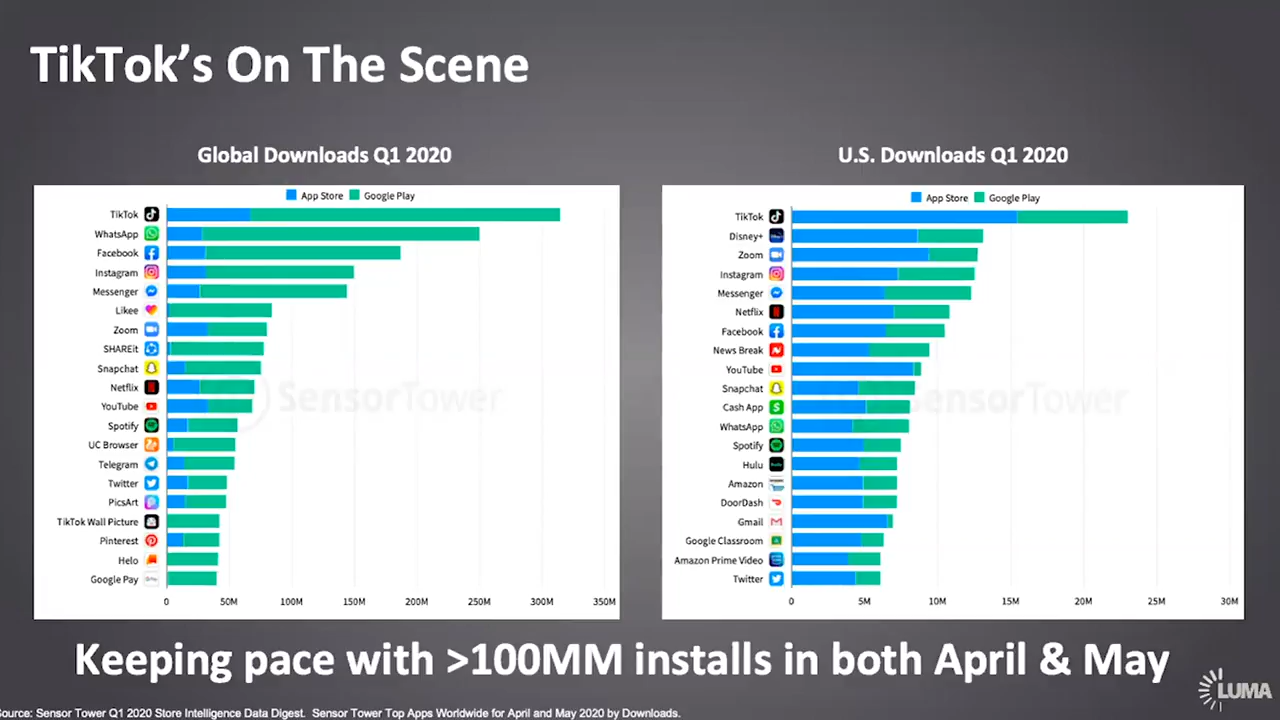 TikTok's On The Scene
Global Downloads Q1 2020
App Store Google Play
TikTok
WhatsApp
Facebook
Instagram
Messenger
Likee
Zoom
SHAREit
Snapchat
Netflix
YouTube
Spotify
UC Browser
Telegram
Twitter
PicsArt
TikTok Wall Picture
Pinterest
Helo
Google Pay
0 50M 100M 150M 200M 250M 300M 350M
SensorTower
U.S. Downloads Q1 2020
App Store Google Play
TikTok
Disney+
Zoom
Instagram
Messenger
Netflix
Facebook
News Break
YouTube
Snapchat
Cash App
WhatsApp
Spotify
Hulu
Amazon
DoorDash
Gmail
Google Classroom
Amazon Prime Video
Twitter
0 5M 10M 15M 20M 25M 30M
SensorTower
Keeping pace with >100MM installs in both April & May
LUMA
Source: Sensor Tower Q1 2020 Store Intelligence Data Digest. Sensor Tower Top Apps Worldwide for April and May 2020 by Downloads.